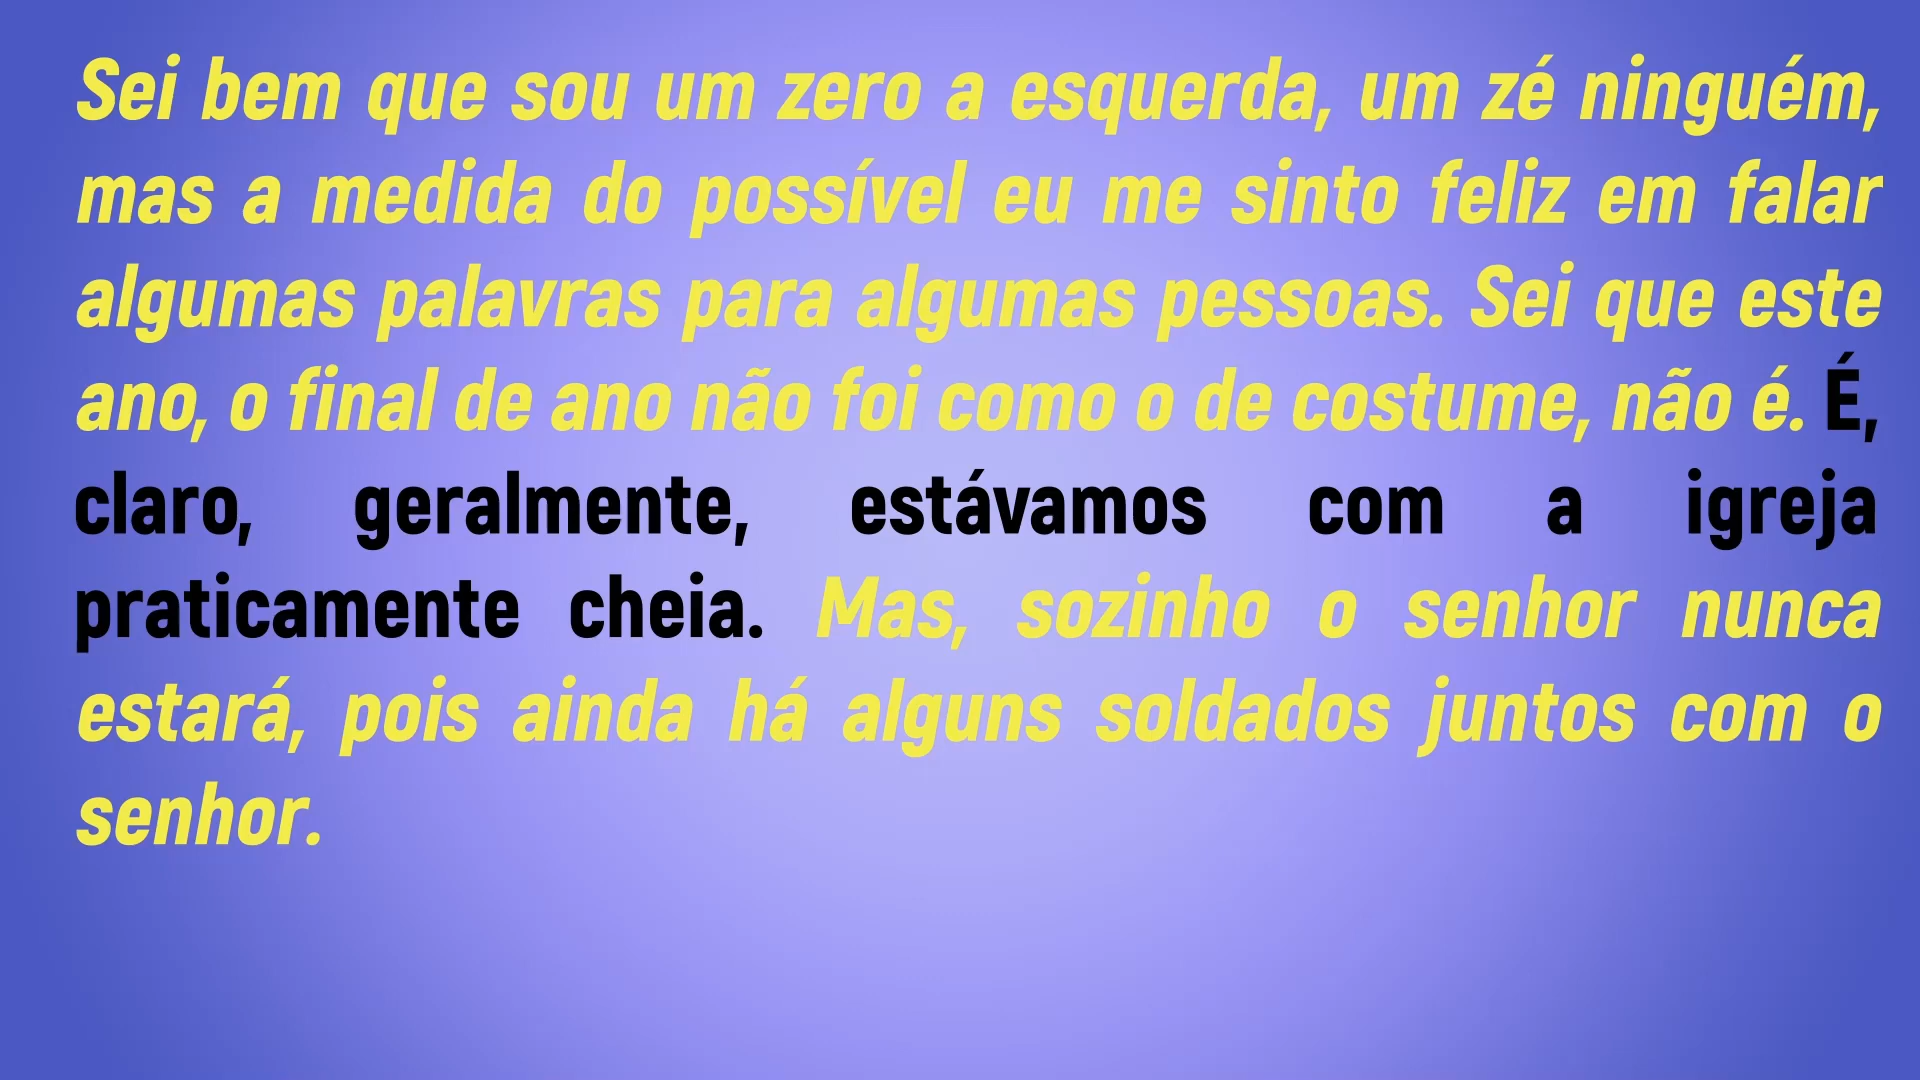 Sei bem que sou um zero a esquerda, um zé ninguém,
mas a medida do possível eu me sinto feliz em falar
algumas palavras para algumas pessoas. Sei que este
ano, o final de ano não foi como o de costume, não é. É,
claro, geralmente, estávamos com a igreja
praticamente cheia. Mas, sozinho o senhor nunca
estará, pois ainda há alguns soldados juntos com o
senhor.